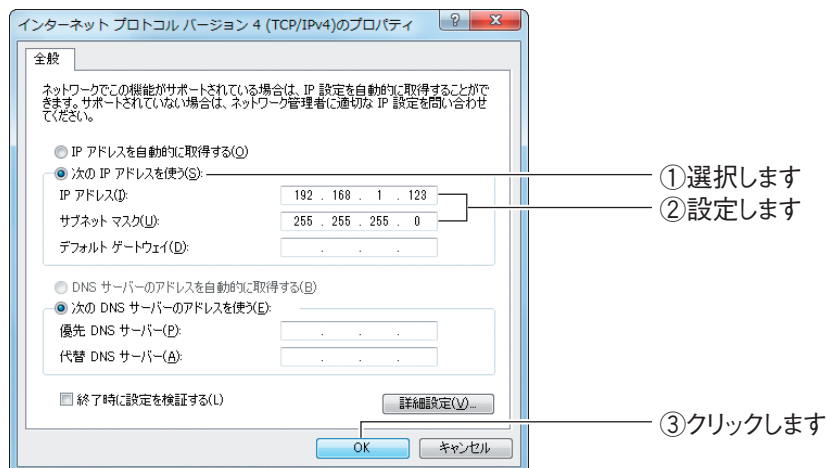 インターネット プロトコル バージョン 4 (TCP/IPv4)のプロパティ
全般
ネットワークでこの機能がサポートされている場合は、IP 設定を自動的に取得することがで
きます。サポートされていない場合は、ネットワーク管理者に適切な IP 設定を問い合わせ
てください。
IP アドレスを自動的に取得する(O)
次の IP アドレスを使う(S):
①選択します
IP アドレス(I):
192 . 168 . 1 . 123
②設定します
サブネット マスク(U):
255 . 255 . 255 . 0
デフォルト ゲートウェイ(D):
. . .
DNS サーバーのアドレスを自動的に取得する(B)
次の DNS サーバーのアドレスを使う(E):
優先 DNS サーバー(P):
. . .
代替 DNS サーバー(A):
. . .
終了時に設定を検証する(L)
詳細設定(V)...
③クリックします
OK
キャンセル